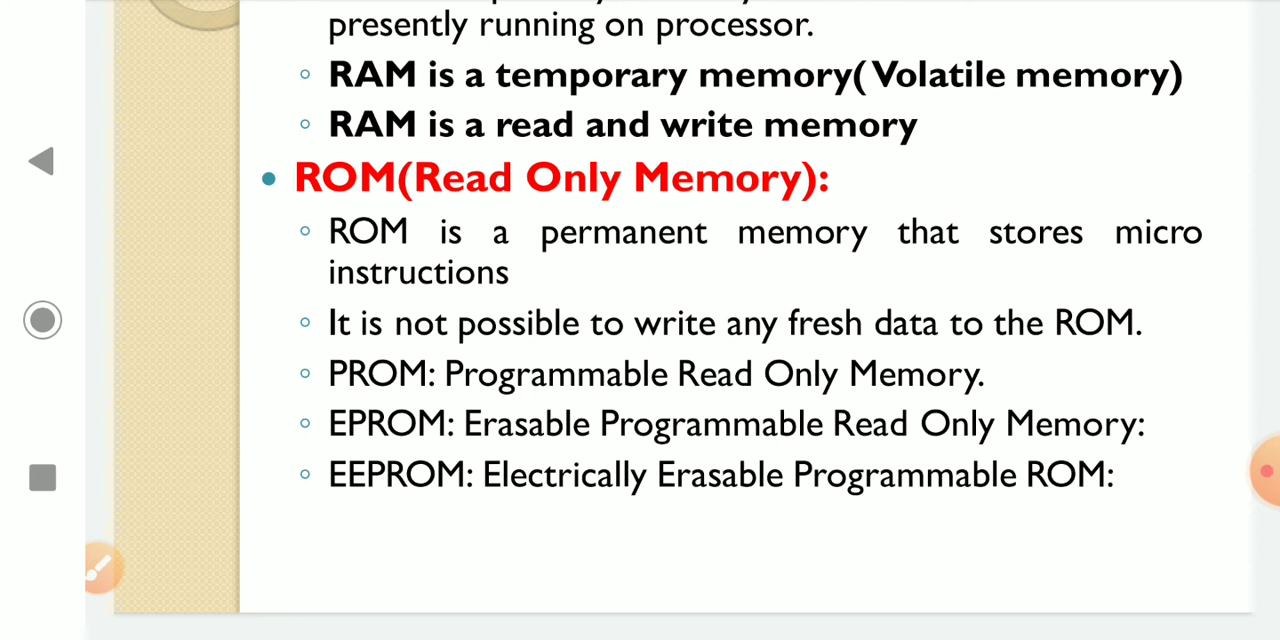 presently running on processor.
RAM is a temporary memory( Volatile memory)
RAM is a read and write memory
ROM(Read Only Memory):
ROM is a permanent memory that stores micro
instructions
It is not possible to write any fresh data to the ROM.
PROM: Programmable Read Only Memory.
EPROM: Erasable Programmable Read Only Memory:
EEPROM: Electrically Erasable Programmable ROM: